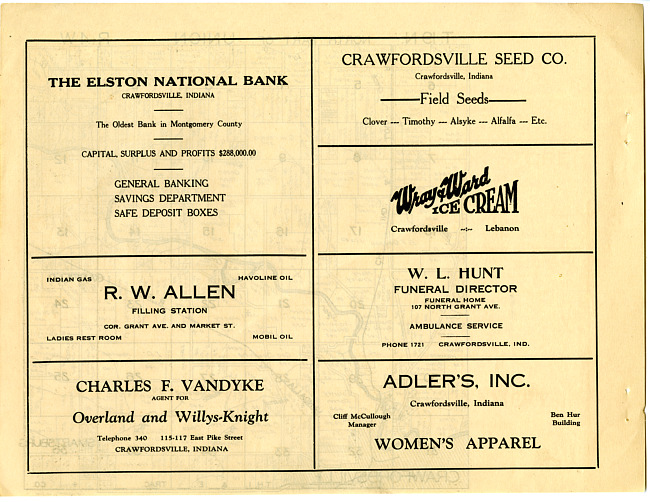 THE ELSTON NATIONAL BANK
CRAWFORDSVILLE, INDIANA
The Oldest Bank in Montgomery County
CAPITAL, SURPLUS AND PROFITS $288,000.00
GENERAL BANKING
SAVINGS DEPARTMENT
SAFE DEPOSIT BOXES
INDIAN GAS HAVOLINE OIL
R. W. ALLEN
FILLING STATION
COR. GRANT AVE. AND MARKET ST.
LADIES REST ROOM MOBIL OIL
CHARLES F. VANDYKE
AGENT FOR
Overland and Willys-Knight
Telephone 340 115-117 East Pike Street
CRAWFORDSVILLE, INDIANA
CRAWFORDSVILLE SEED CO.
Crawfordsville, Indiana
Field Seeds
Clover --- Timothy --- Alsyke --- Alfalfa --- Etc.
Wray & Ward
ICE CREAM
Crawfordsville -:- Lebanon
W. L. HUNT
FUNERAL DIRECTOR
FUNERAL HOME
107 NORTH GRANT AVE.
AMBULANCE SERVICE
PHONE 1721 CRAWFORDSVILLE, IND.
ADLER'S, INC.
Crawfordsville, Indiana
Cliff McCullough Ben Hur
Manager Building
WOMEN'S APPAREL